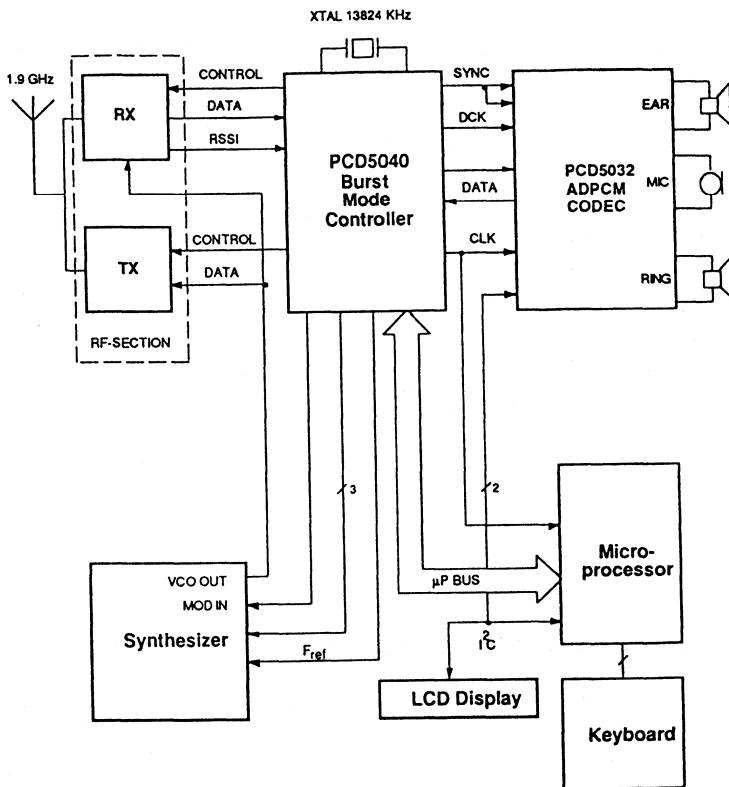 XTAL 13824 KHz
1.9 GHz
RX
CONTROL
DATA
RSSI
TX
CONTROL
DATA
RF-SECTION
PCD5040
Burst
Mode
Controller
SYNC
DCK
DATA
CLK
PCD5032
ADPCM
CODEC
EAR
MIC
RING
3
2
VCO OUT
MOD IN
Synthesizer
Fref
µP BUS
I2C
Micro-
processor
LCD Display
Keyboard